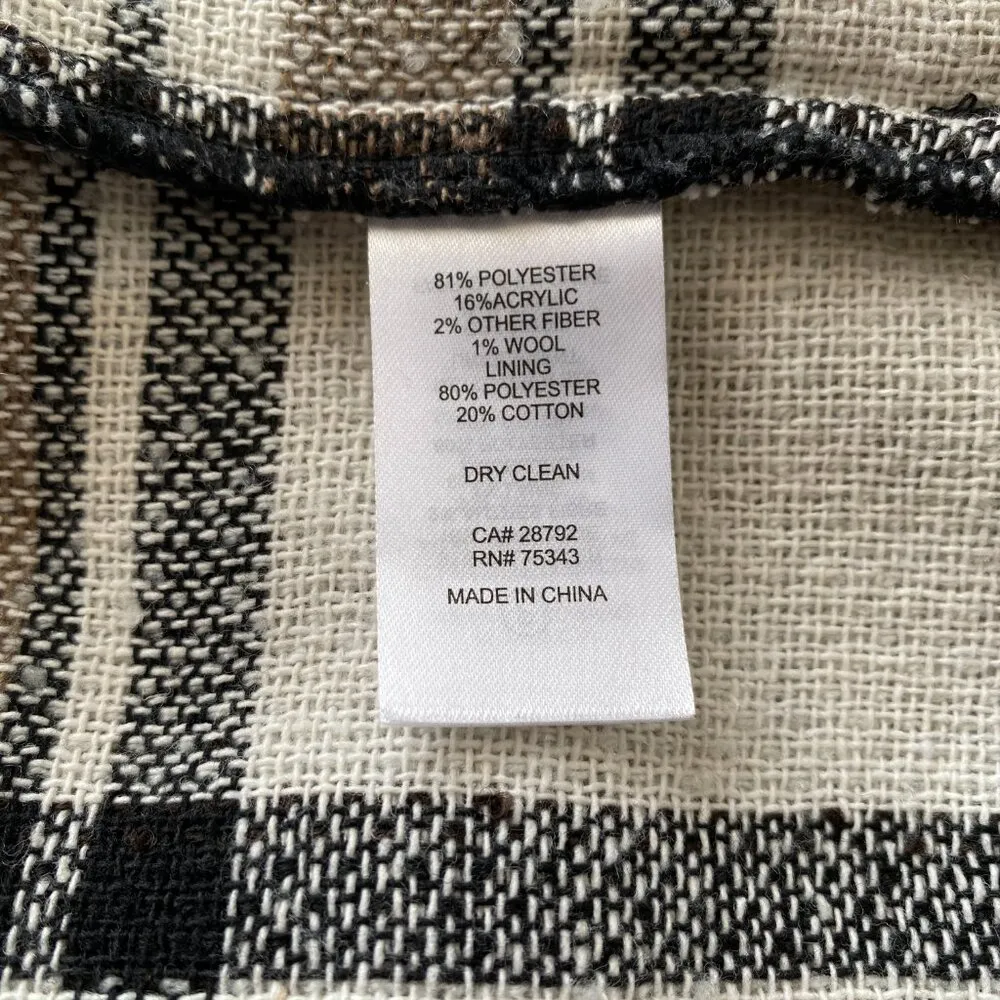 81% POLYESTER
16%ACRYLIC
2% OTHER FIBER
1% WOOL
LINING
80% POLYESTER
20% COTTON
DRY CLEAN
CA# 28792
RN# 75343
MADE IN CHINA